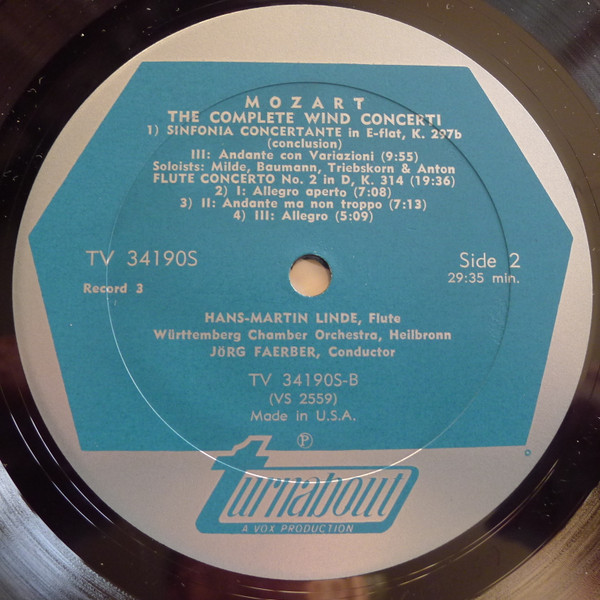 MOZART
THE COMPLETE WIND CONCERTI
1) SINFONIA CONCERTANTE in E-flat, K. 297b
(conclusion)
III: Andante con Variazioni (9:55)
Soloists: Milde, Baumann, Triebskorn & Anton
FLUTE CONCERTO No. 2 in D, K. 314 (19:36)
2) I: Allegro aperto (7:08)
3) II: Andante ma non troppo (7:13)
4) III: Allegro (5:09)
TV 34190S
Side 2
Record 3
29:35 min.
HANS-MARTIN LINDE, Flute
Württemberg Chamber Orchestra, Heilbronn
JÖRG FAERBER, Conductor
TV 34190S-B
(VS 2559)
Made in U.S.A.
Ⓟ
turnabout
A VOX PRODUCTION